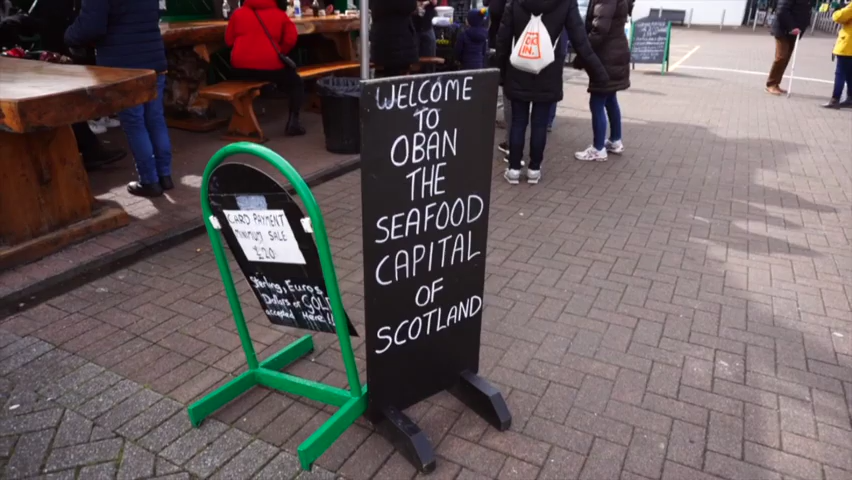 WELCOME
TO
OBAN
THE
SEAFOOD
CAPITAL
OF
SCOTLAND
CARD PAYMENT
MINIMUM SALE
£20
Sterling, Euros
Dollars or GOLD
accepted Here!!